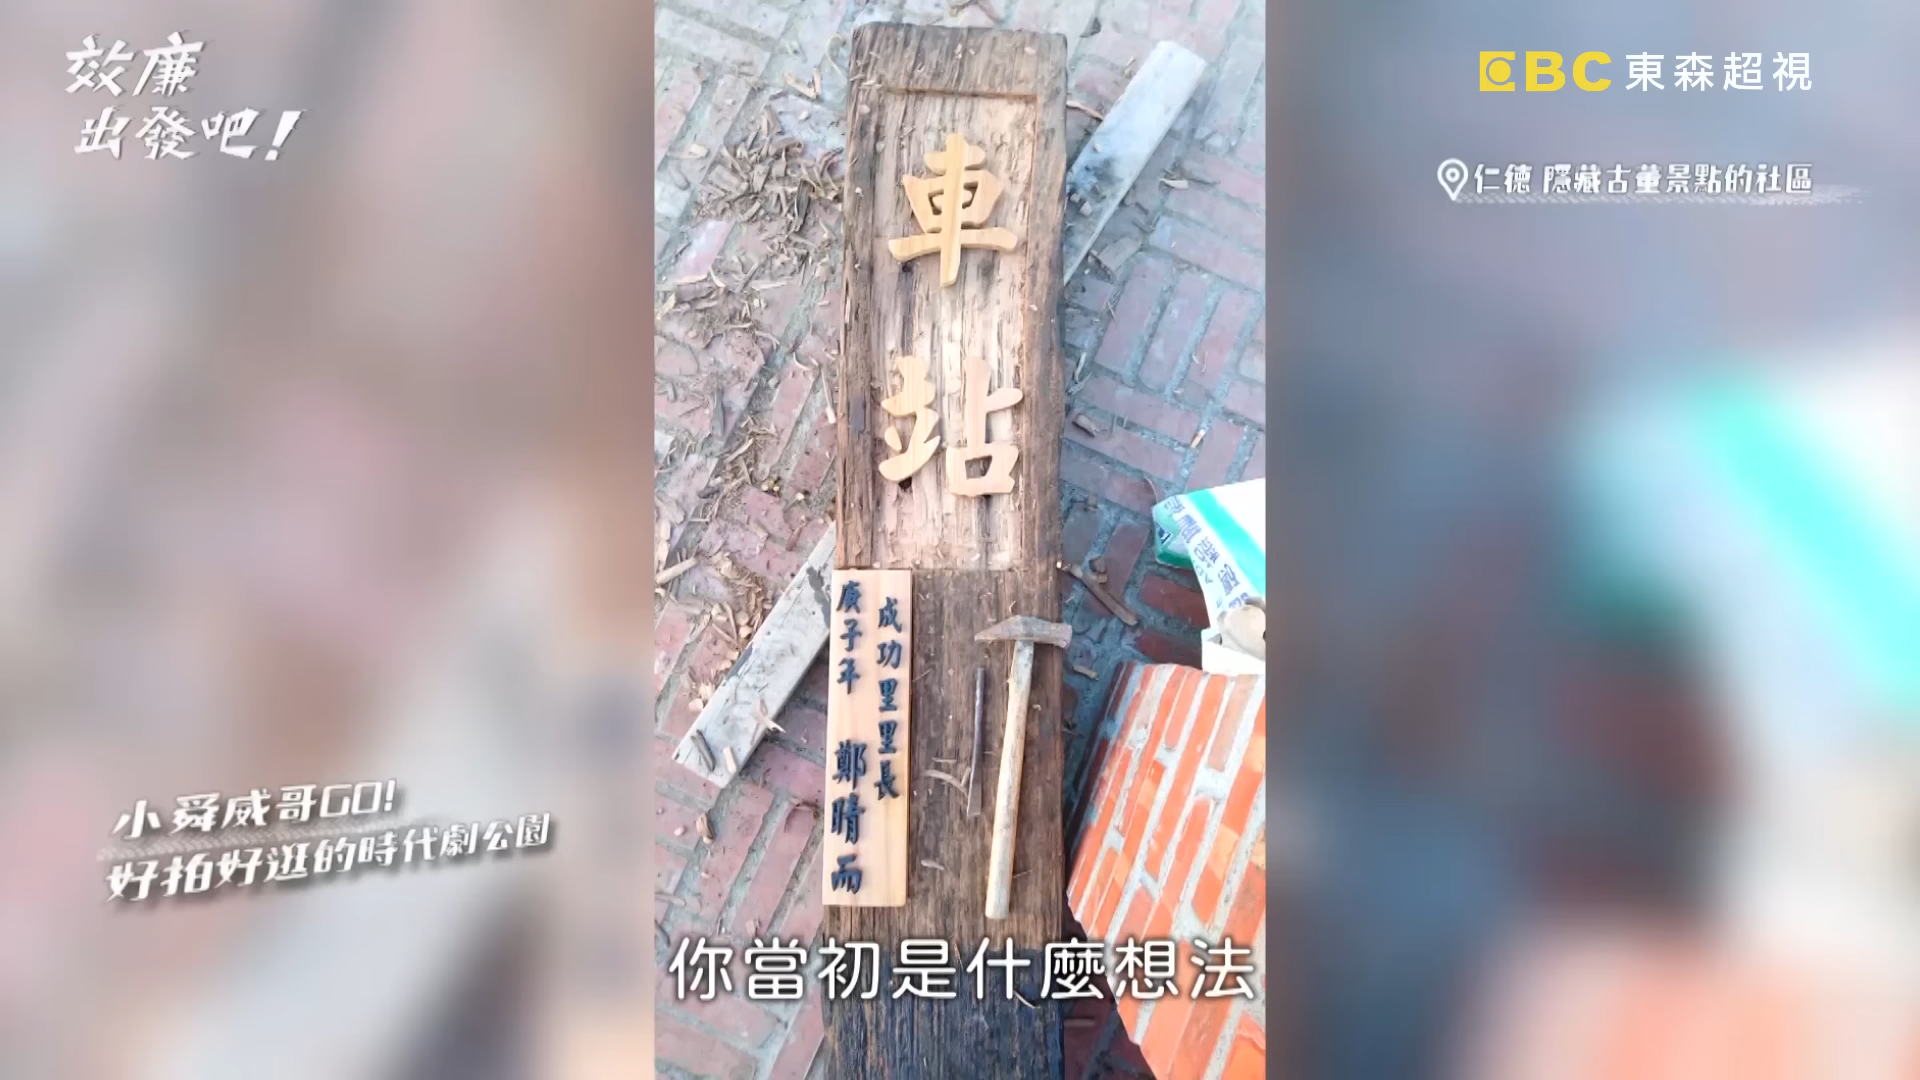 效廉
出發吧!
EBC 東森超視
仁德 隱藏古董景點的社區
車站
成功里里長
庚子年 鄭晴而
小舜威哥GO!
好拍好逛的時代劇公園
你當初是什麼想法